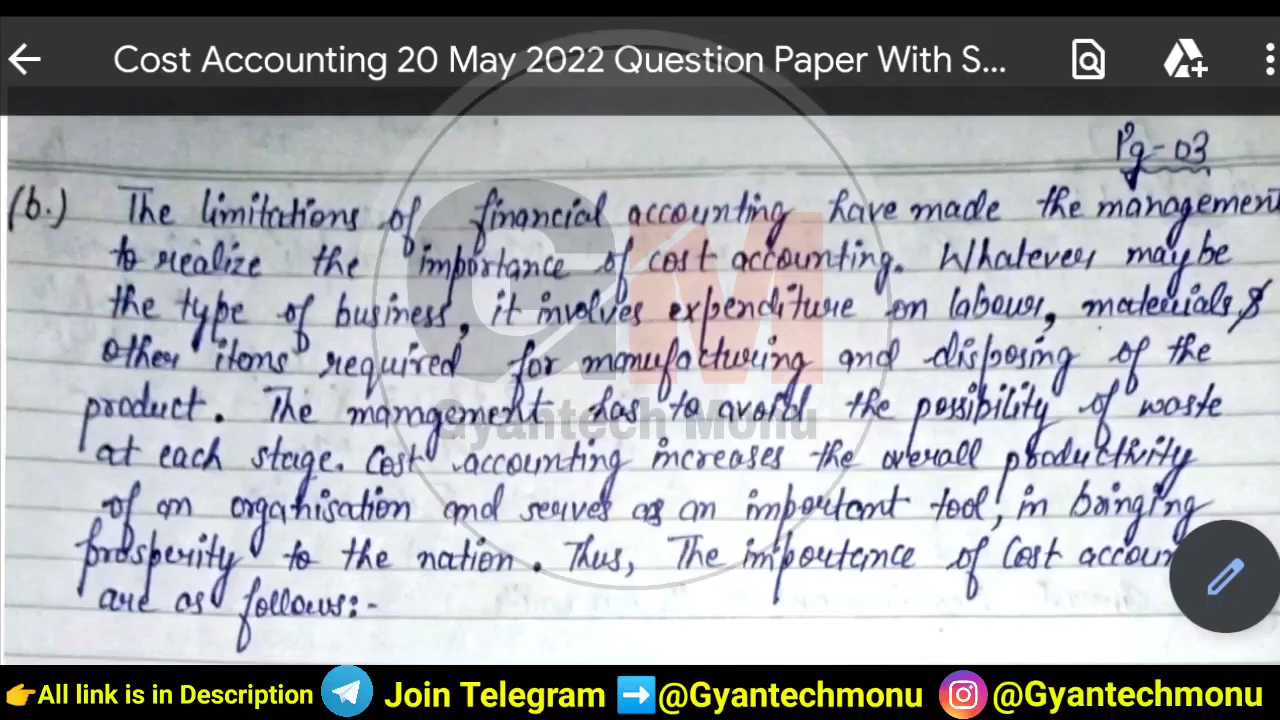 Cost Accounting 20 May 2022 Question Paper With S...
Pg-03
(b.) The limitations of financial accounting have made the management
to realize the importance of cost accounting. Whatever may be
the type of business, it involves expenditure on labour, materials &
other items required for manufacturing and disposing of the
product. The management has to avoid the possibility of waste
at each stage. Cost accounting increases the overall productivity
of an organisation and serves as an important tool, in bringing
prosperity to the nation. Thus, The importance of Cost accoun
are as follows:-
GM
Gyantech Monu
👉All link is in Description Join Telegram ➡️@Gyantechmonu @Gyantechmonu